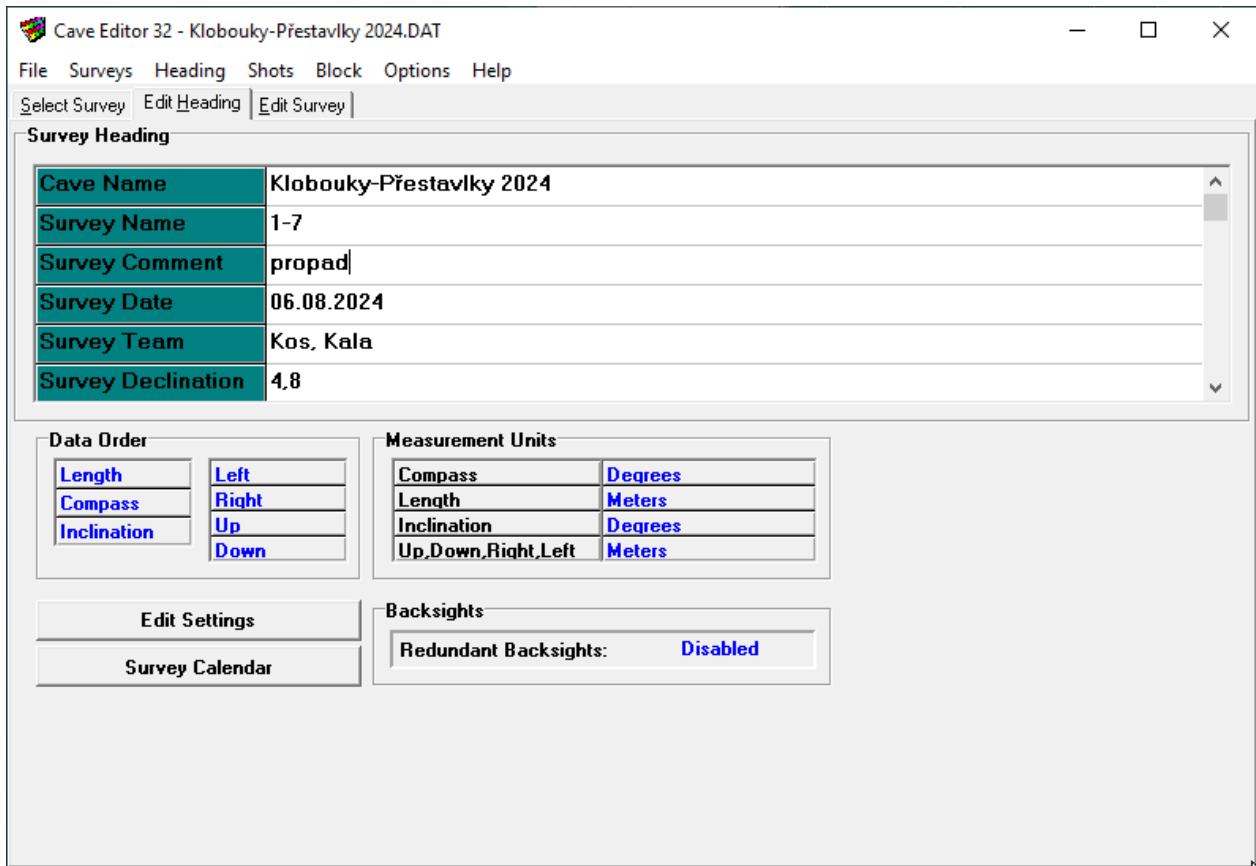 Cave Editor 32 - Klobouky-Přestavlky 2024.DAT
File Surveys Heading Shots Block Options Help
Select Survey Edit Heading Edit Survey
Survey Heading
Cave Name Klobouky-Přestavlky 2024
Survey Name 1-7
Survey Comment propad
Survey Date 06.08.2024
Survey Team Kos, Kala
Survey Declination 4,8
Data Order
Length
Compass
Inclination
Left
Right
Up
Down
Measurement Units
Compass Degrees
Length Meters
Inclination Degrees
Up,Down,Right,Left Meters
Edit Settings
Survey Calendar
Backsights
Redundant Backsights: Disabled